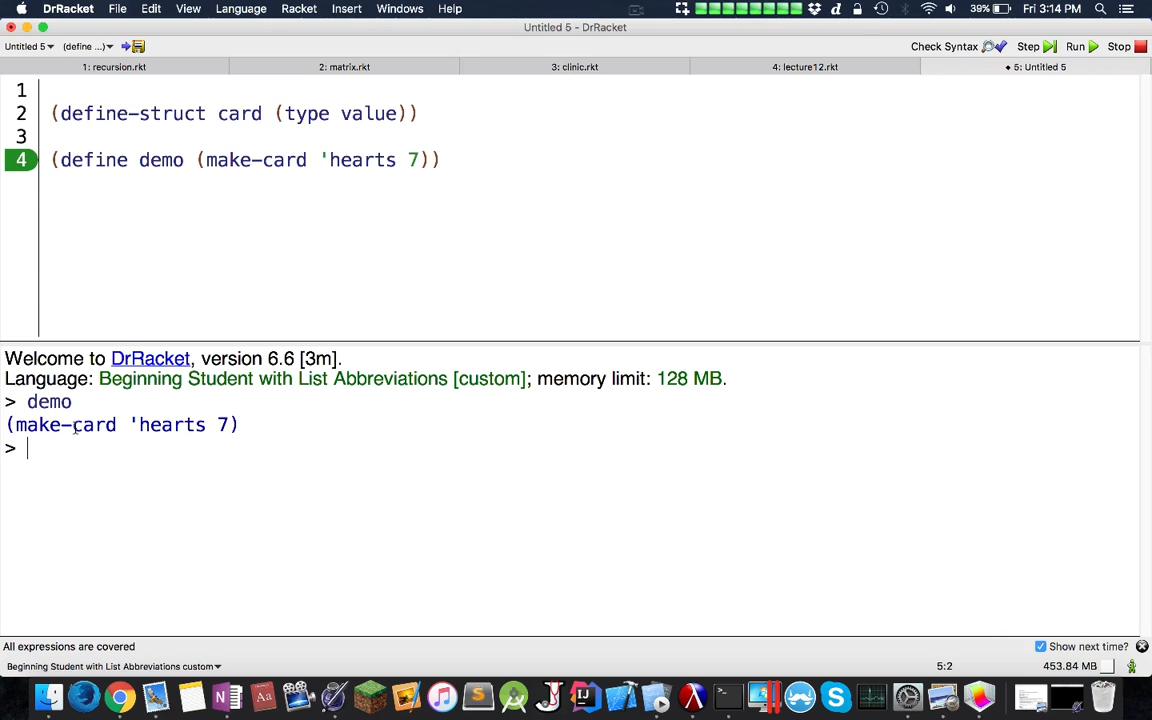 DrRacket File Edit View Language Racket Insert Windows Help 39% Fri 3:14 PM
Untitled 5 - DrRacket
Untitled 5 (define ...) Check Syntax Step Run Stop
1: recursion.rkt 2: matrix.rkt 3: clinic.rkt 4: lecture12.rkt • 5: Untitled 5
1
2 (define-struct card (type value))
3
4 (define demo (make-card 'hearts 7))
Welcome to DrRacket, version 6.6 [3m].
Language: Beginning Student with List Abbreviations [custom]; memory limit: 128 MB.
> demo
(make-card 'hearts 7)
>
All expressions are covered Show next time?
Beginning Student with List Abbreviations custom 5:2 453.84 MB